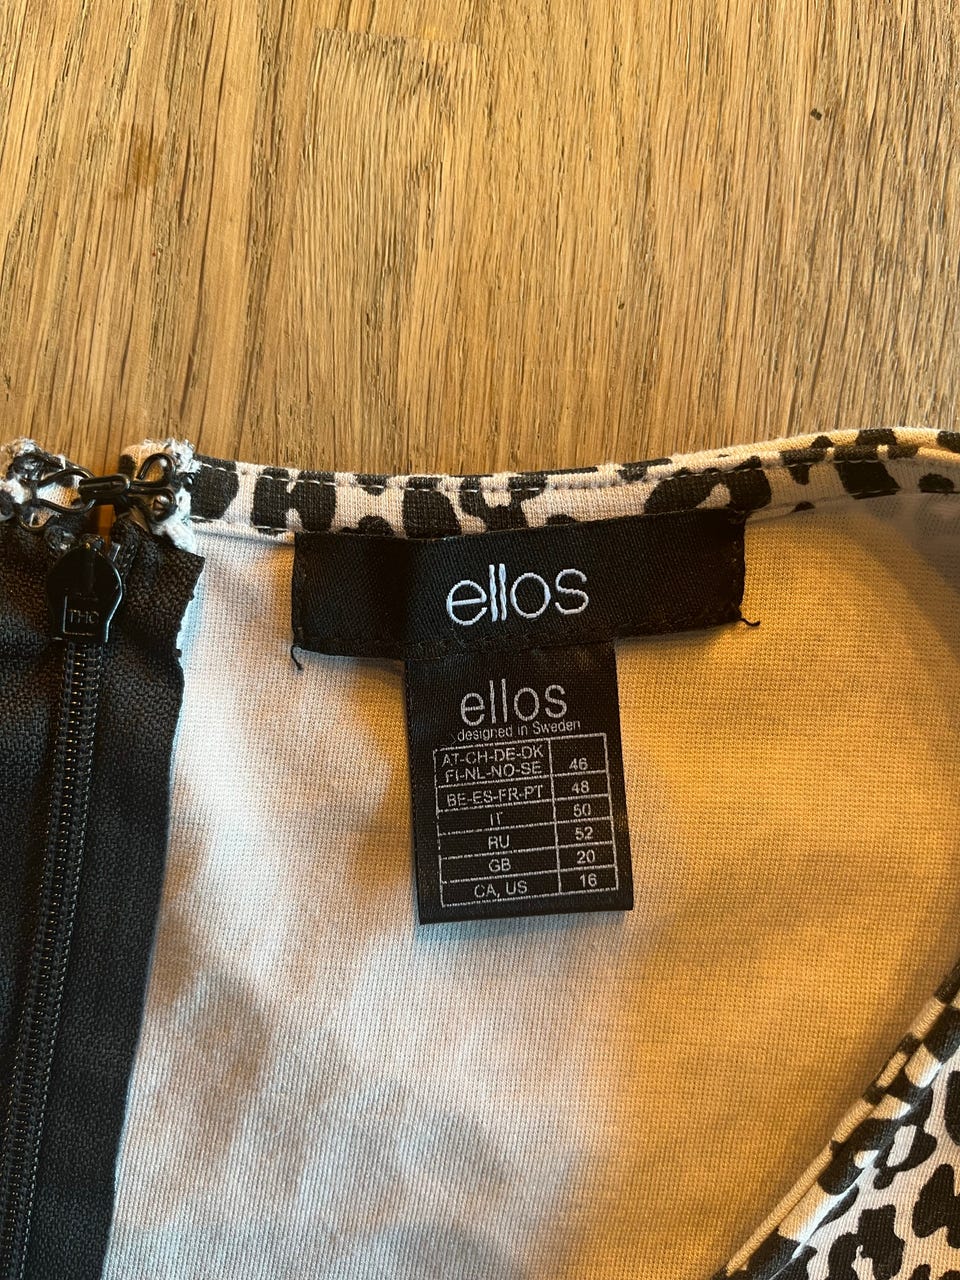 ellos
THC
ellos
designed in Sweden
AT-CH-DE-DK
FI-NL-NO-SE 46
BE-ES-FR-PT 48
IT 50
RU 52
GB 20
CA, US 16